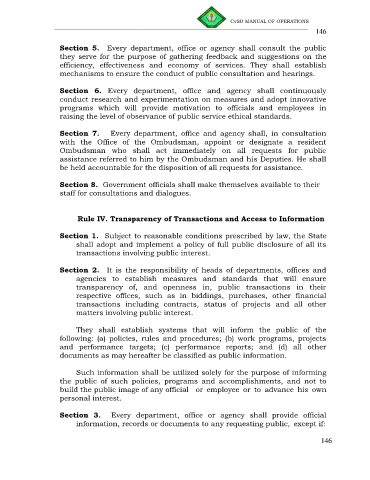 CvSU MANUAL OF OPERATIONS
146
Section 5. Every department, office or agency shall consult the public
they serve for the purpose of gathering feedback and suggestions on the
efficiency, effectiveness and economy of services. They shall establish
mechanisms to ensure the conduct of public consultation and hearings.
Section 6. Every department, office and agency shall continuously
conduct research and experimentation on measures and adopt innovative
programs which will provide motivation to officials and employees in
raising the level of observance of public service ethical standards.
Section 7. Every department, office and agency shall, in consultation
with the Office of the Ombudsman, appoint or designate a resident
Ombudsman who shall act immediately on all requests for public
assistance referred to him by the Ombudsman and his Deputies. He shall
be held accountable for the disposition of all requests for assistance.
Section 8. Government officials shall make themselves available to their
staff for consultations and dialogues.
Rule IV. Transparency of Transactions and Access to Information
Section 1. Subject to reasonable conditions prescribed by law, the State
shall adopt and implement a policy of full public disclosure of all its
transactions involving public interest.
Section 2. It is the responsibility of heads of departments, offices and
agencies to establish measures and standards that will ensure
transparency of, and openness in, public transactions in their
respective offices, such as in biddings, purchases, other financial
transactions including contracts, status of projects and all other
matters involving public interest.
They shall establish systems that will inform the public of the
following: (a) policies, rules and procedures; (b) work programs, projects
and performance targets; (c) performance reports; and (d) all other
documents as may hereafter be classified as public information.
Such information shall be utilized solely for the purpose of informing
the public of such policies, programs and accomplishments, and not to
build the public image of any official or employee or to advance his own
personal interest.
Section 3. Every department, office or agency shall provide official
information, records or documents to any requesting public, except if:
146